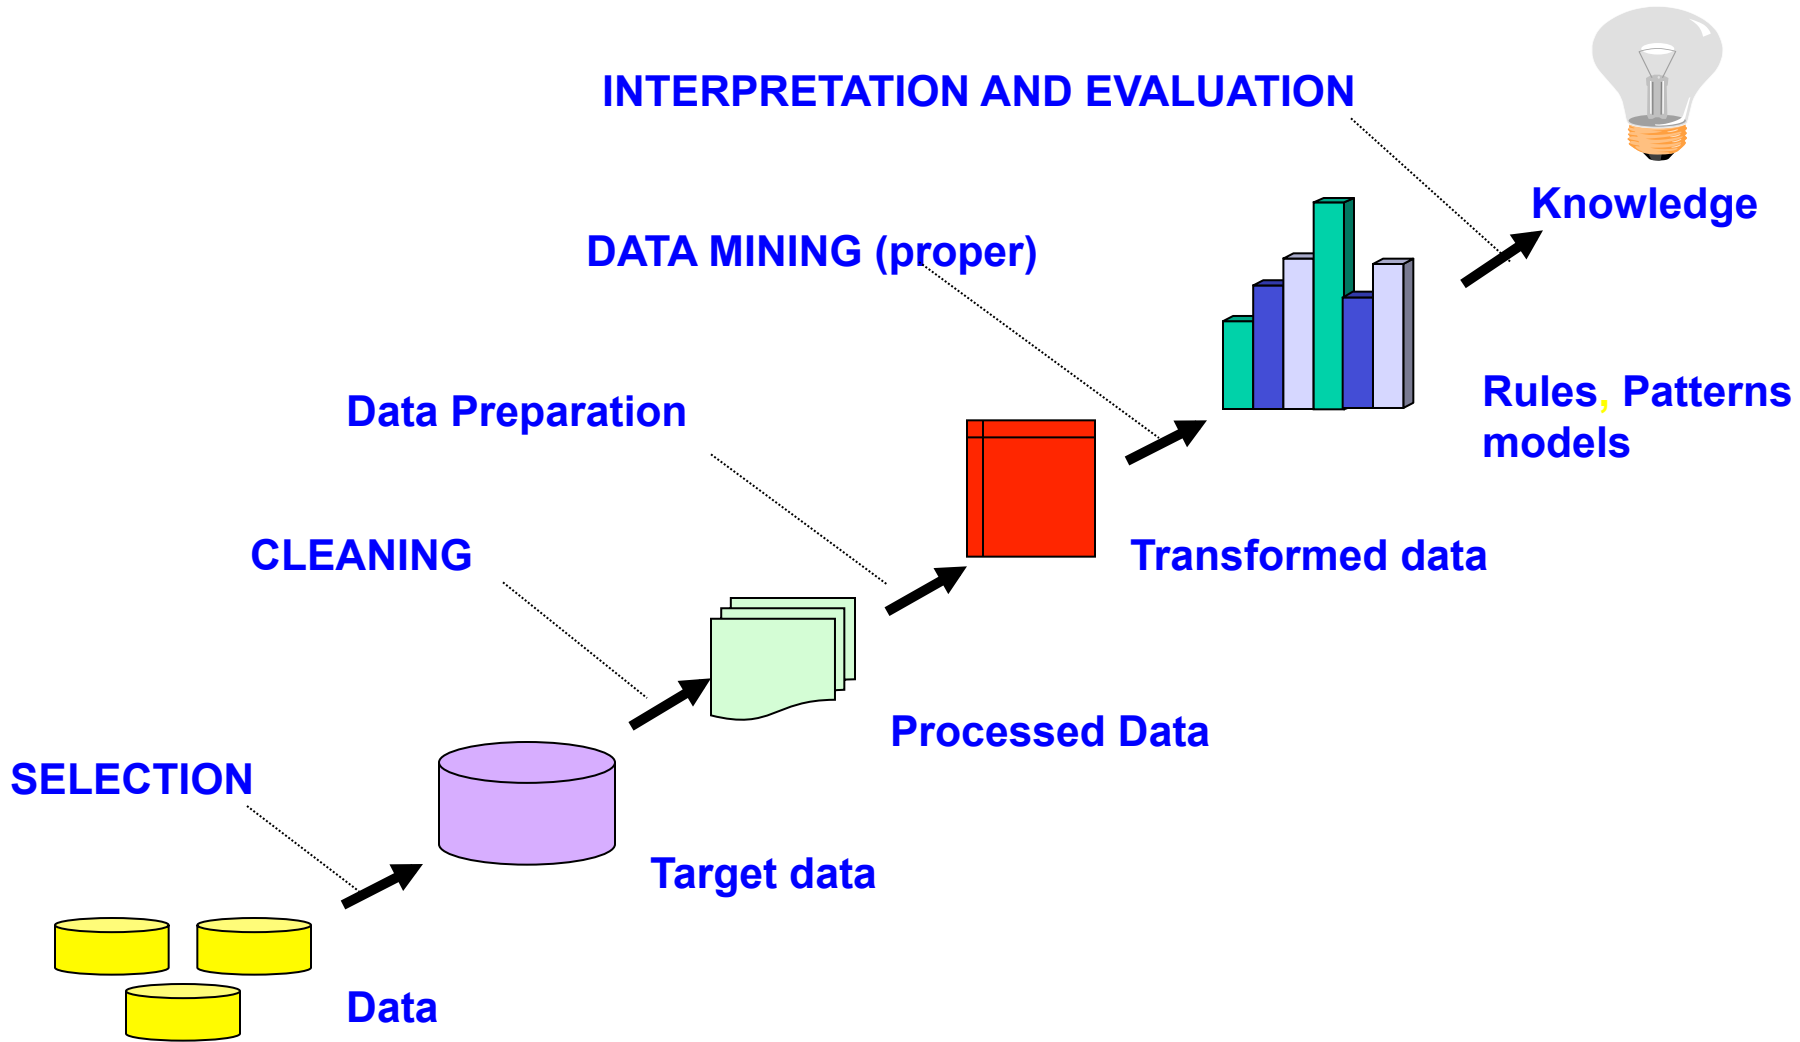 INTERPRETATION AND EVALUATION
Knowledge
DATA MINING (proper)
Rules, Patterns
models
Data Preparation
Transformed data
CLEANING
Processed Data
SELECTION
Target data
Data